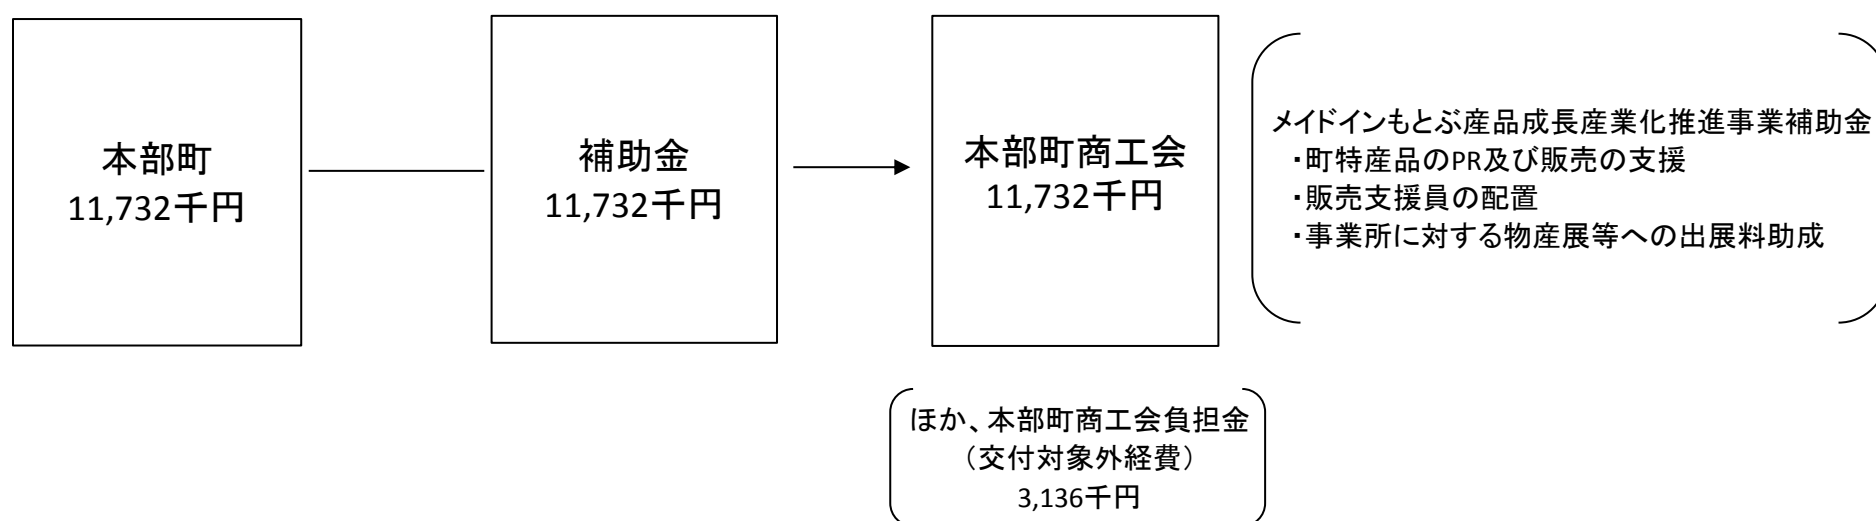 本部町
11,732千円
補助金
11,732千円
本部町商工会
11,732千円
メイドインもとぶ産品成長産業化推進事業補助金
・町特産品のPR及び販売の支援
・販売支援員の配置
・事業所に対する物産展等への出展料助成
ほか、本部町商工会負担金
（交付対象外経費）
3,136千円